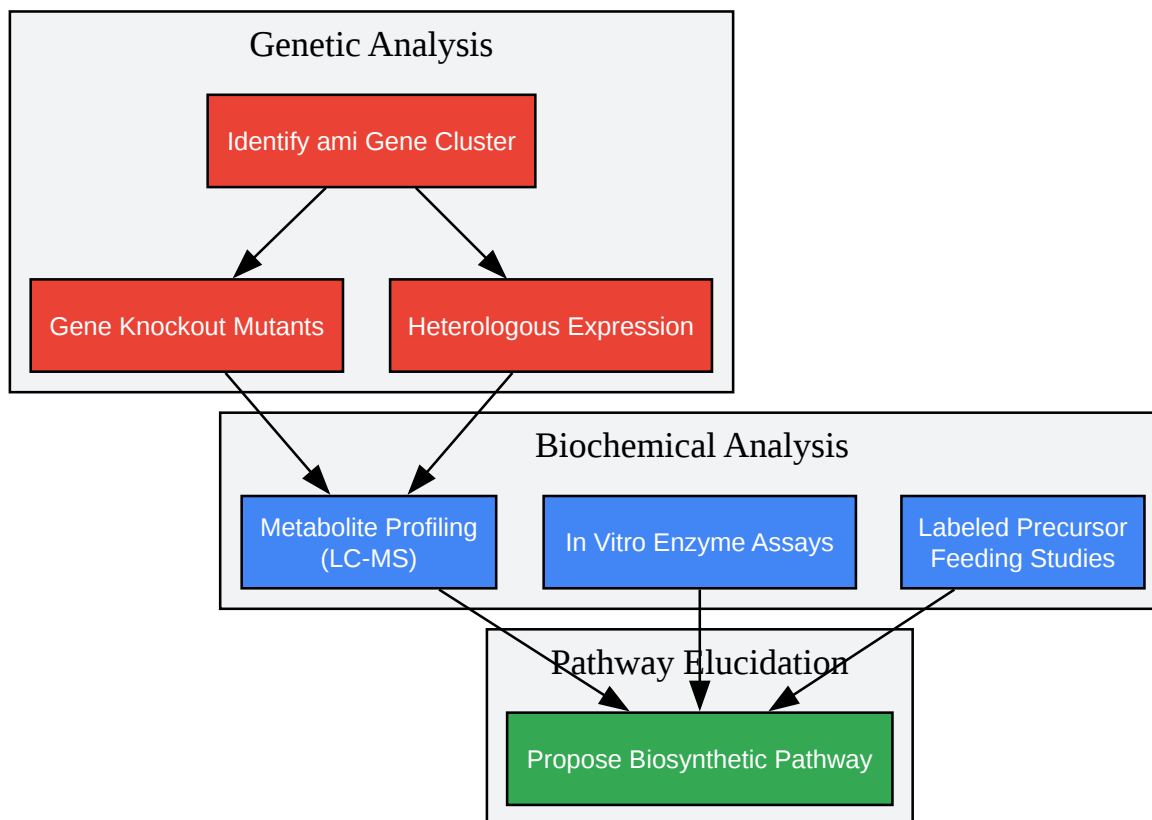 Genetic Analysis
Identify ami Gene Cluster
Gene Knockout Mutants
Heterologous Expression
Biochemical Analysis
Metabolite Profiling
(LC-MS)
In Vitro Enzyme Assays
Labeled Precursor
Feeding Studies
Pathway Elucidation
Propose Biosynthetic Pathway